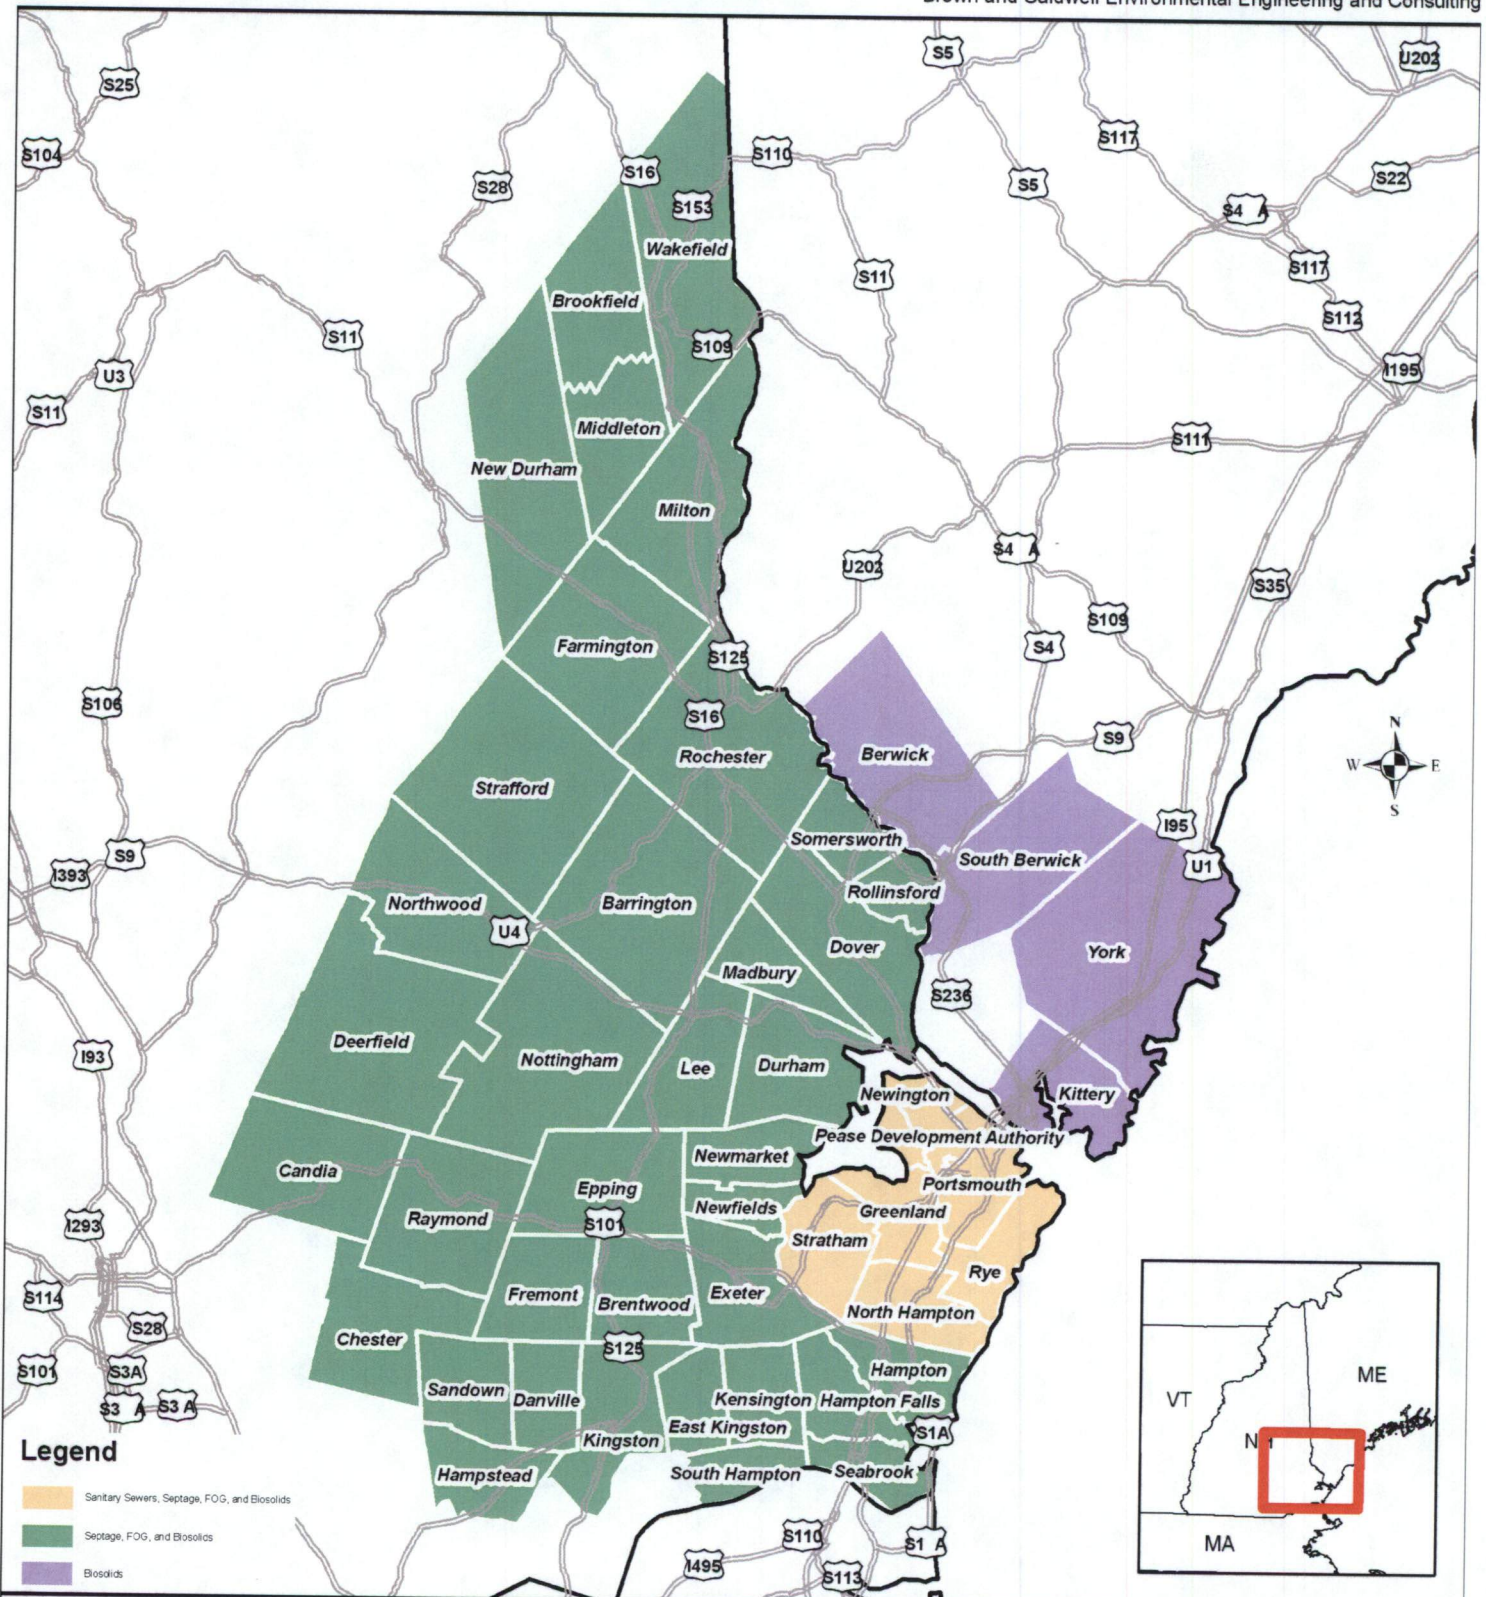 Brown and Caldwell Environmental Engineering and Consulting
S25
S5
U202
S104
S16
S110
S117
S28
S5
S22
S153
S4 A
Wakefield
S11
S117
Brookfield
S11
S109
S112
U3
I195
S11
Middleton
S111
New Durham
Milton
S4 A
U202
S35
S109
Farmington
S4
S125
S106
S16
S9
N
Rochester
Berwick
W E
Strafford
S
I95
Somersworth
S9
South Berwick
U1
I393
Rollinsford
Northwood
Barrington
U4
Dover
York
Madbury
S236
Deerfield
I93
Nottingham
Lee
Durham
Newington
Kittery
Pease Development Authority
Newmarket
Candia
Portsmouth
Epping
Newfields
Greenland
Raymond
S101
I293
Stratham
Rye
Exeter
Fremont
S114
Brentwood
North Hampton
S28
Chester
S125
S101
S3A
Hampton
ME
Sandown
Danville
Kensington
Hampton Falls
VT
S3 A
S3 A
East Kingston
S1A
Kingston
NH
Legend
Hampstead
South Hampton
Seabrook
Sanitary Sewers, Septage, FOG, and Biosolids
Septage, FOG, and Biosolids
S110
S1 A
MA
I495
Biosolids
S113